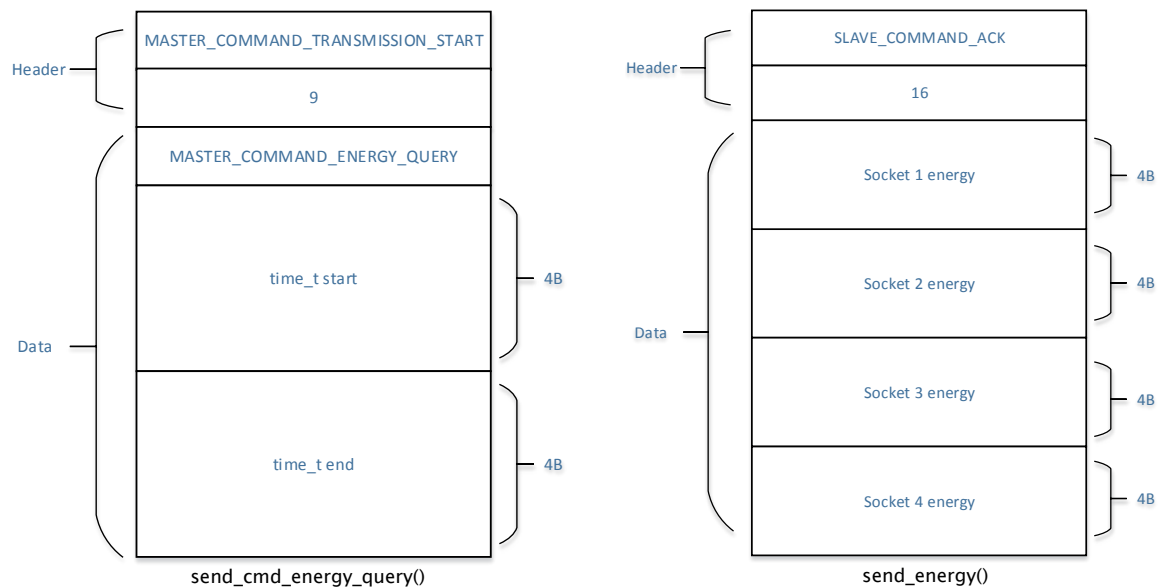 MASTER_COMMAND_TRANSMISSION_START
Header
9
MASTER_COMMAND_ENERGY_QUERY
time_t start
4B
Data
time_t end
4B
send_cmd_energy_query()
SLAVE_COMMAND_ACK
Header
16
Socket 1 energy
4B
Socket 2 energy
4B
Data
Socket 3 energy
4B
Socket 4 energy
4B
send_energy()